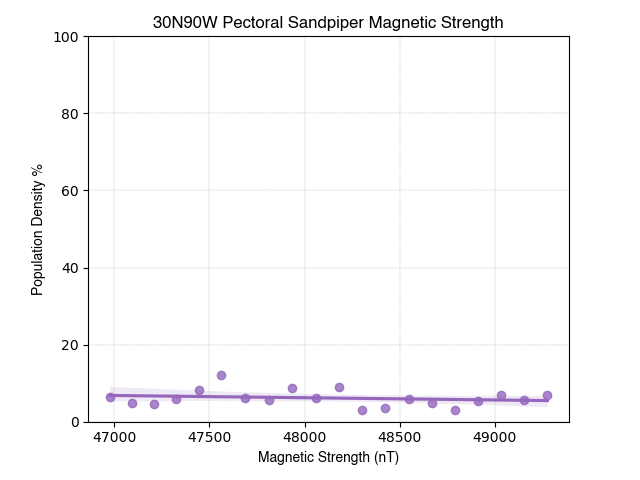 30N90W Pectoral Sandpiper Magnetic Strength
100
80
60
40
20
0
Population Density %
47000 47500 48000 48500 49000
Magnetic Strength (nT)